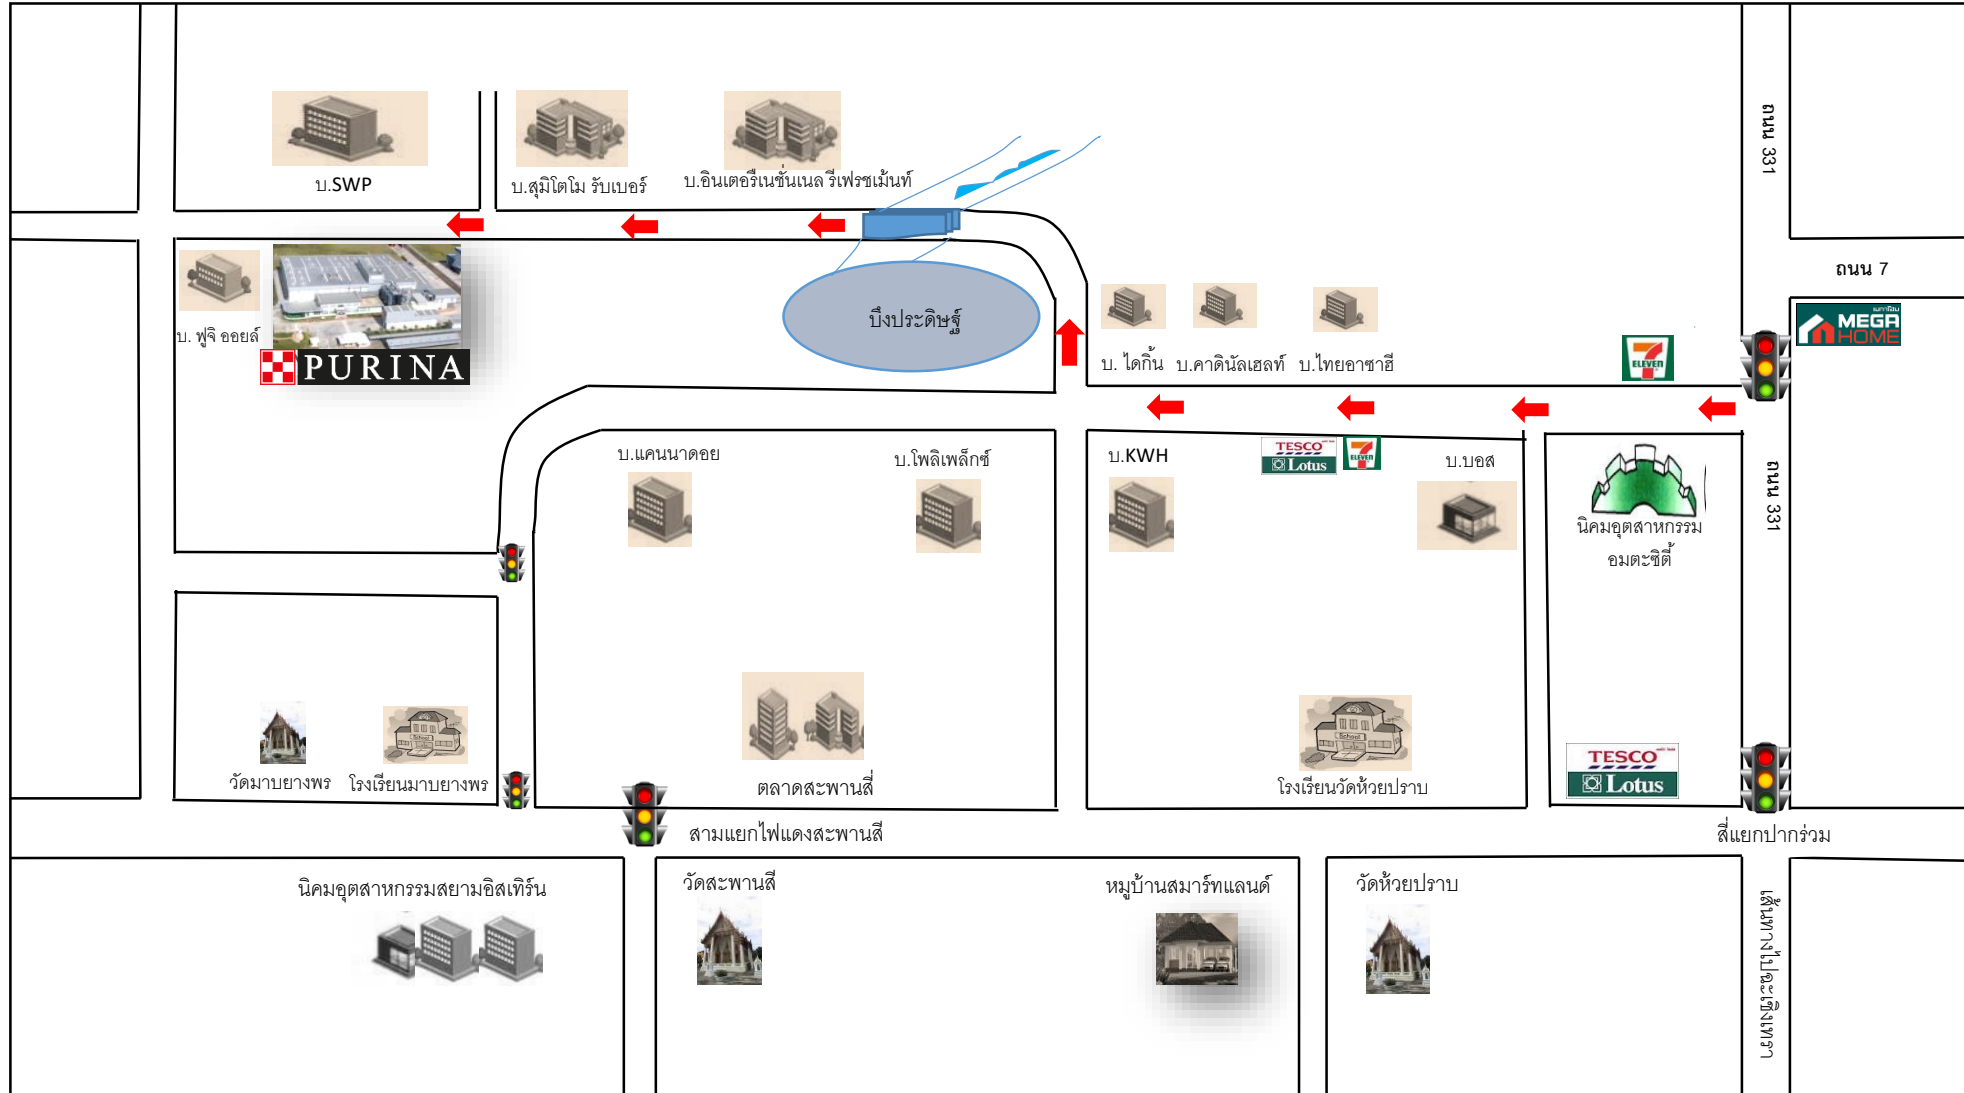 ถนน 331
บ.SWP
บ.สุมิโตโม รับเบอร์
บ.อินเตอร์เนชั่นเนล รีเฟรชเม้นท์
ถนน 7
บึงประดิษฐ์
MEGA
HOME
บ. ฟูจิ ออยล์
PURINA
บ. ไดกิ้น
บ.คาดินัลเฮลท์
บ.ไทยอาซาฮี
7
ELEVEN
บ.แคนนาดอย
บ.โพลิเพล็กซ์
บ.KWH
TESCO
Lotus
7
ELEVEN
บ.บอส
ถนน 331
นิคมอุตสาหกรรม
อมตะซิตี้
School
School
วัดมาบยางพร
โรงเรียนมาบยางพร
ตลาดสะพานสี่
โรงเรียนวัดห้วยปราบ
TESCO
Lotus
สามแยกไฟแดงสะพานสี่
สี่แยกปากร่วม
นิคมอุตสาหกรรมสยามอิสเทิร์น
วัดสะพานสี่
หมูบ้านสมาร์ทแลนด์
วัดห้วยปราบ
เส้นทางไปฉะเชิงเทรา